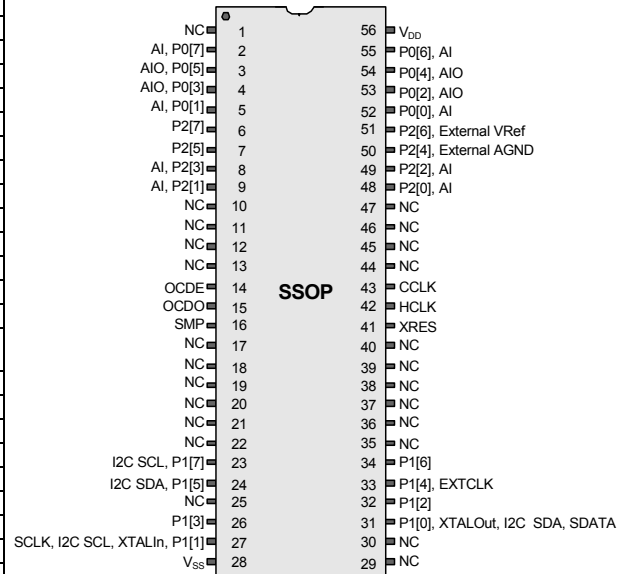 NC 1 56 VDD
AI, P0[7] 2 55 P0[6], AI
AIO, P0[5] 3 54 P0[4], AIO
AIO, P0[3] 4 53 P0[2], AIO
AI, P0[1] 5 52 P0[0], AI
P2[7] 6 51 P2[6], External VRef
P2[5] 7 50 P2[4], External AGND
AI, P2[3] 8 49 P2[2], AI
AI, P2[1] 9 48 P2[0], AI
NC 10 47 NC
NC 11 46 NC
NC 12 45 NC
NC 13 44 NC
OCDE 14 SSOP 43 CCLK
OCDO 15 42 HCLK
SMP 16 41 XRES
NC 17 40 NC
NC 18 39 NC
NC 19 38 NC
NC 20 37 NC
NC 21 36 NC
NC 22 35 NC
I2C SCL, P1[7] 23 34 P1[6]
I2C SDA, P1[5] 24 33 P1[4], EXTCLK
NC 25 32 P1[2]
P1[3] 26 31 P1[0], XTALOut, I2C SDA, SDATA
SCLK, I2C SCL, XTALIn, P1[1] 27 30 NC
VSS 28 29 NC